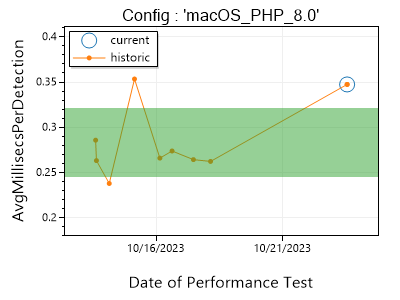 Config : 'macOS_PHP_8.0'
current
historic
AvgMillisecsPerDetection
0.4
0.35
0.3
0.25
0.2
10/16/2023
10/21/2023
Date of Performance Test